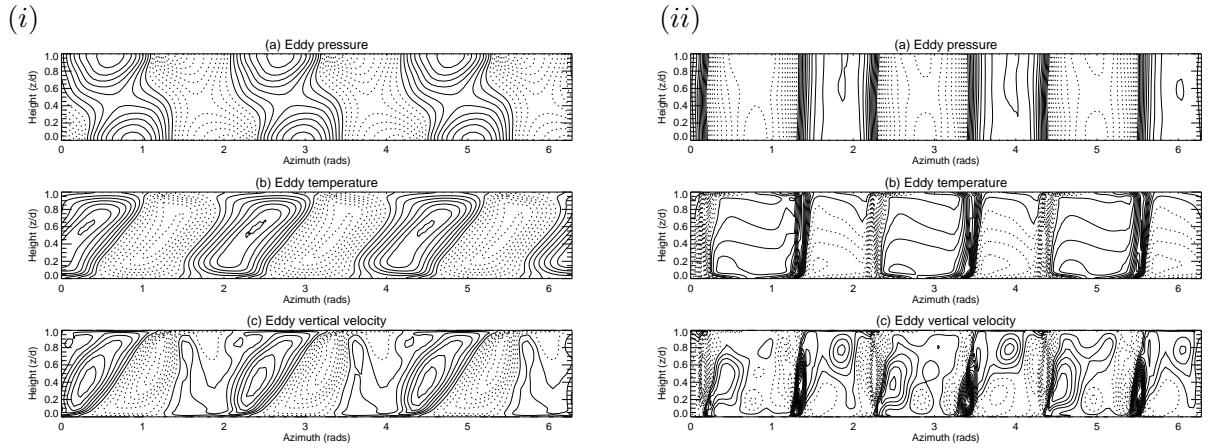 (i)
(a) Eddy pressure
Height (z/d)
1.0
0.8
0.6
0.4
0.2
0.0
0 1 2 3 4 5 6
Azimuth (rads)
(b) Eddy temperature
Height (z/d)
1.0
0.8
0.6
0.4
0.2
0.0
0 1 2 3 4 5 6
Azimuth (rads)
(c) Eddy vertical velocity
Height (z/d)
1.0
0.8
0.6
0.4
0.2
0.0
0 1 2 3 4 5 6
Azimuth (rads)
(ii)
(a) Eddy pressure
Height (z/d)
1.0
0.8
0.6
0.4
0.2
0.0
0 1 2 3 4 5 6
Azimuth (rads)
(b) Eddy temperature
Height (z/d)
1.0
0.8
0.6
0.4
0.2
0.0
0 1 2 3 4 5 6
Azimuth (rads)
(c) Eddy vertical velocity
Height (z/d)
1.0
0.8
0.6
0.4
0.2
0.0
0 1 2 3 4 5 6
Azimuth (rads)